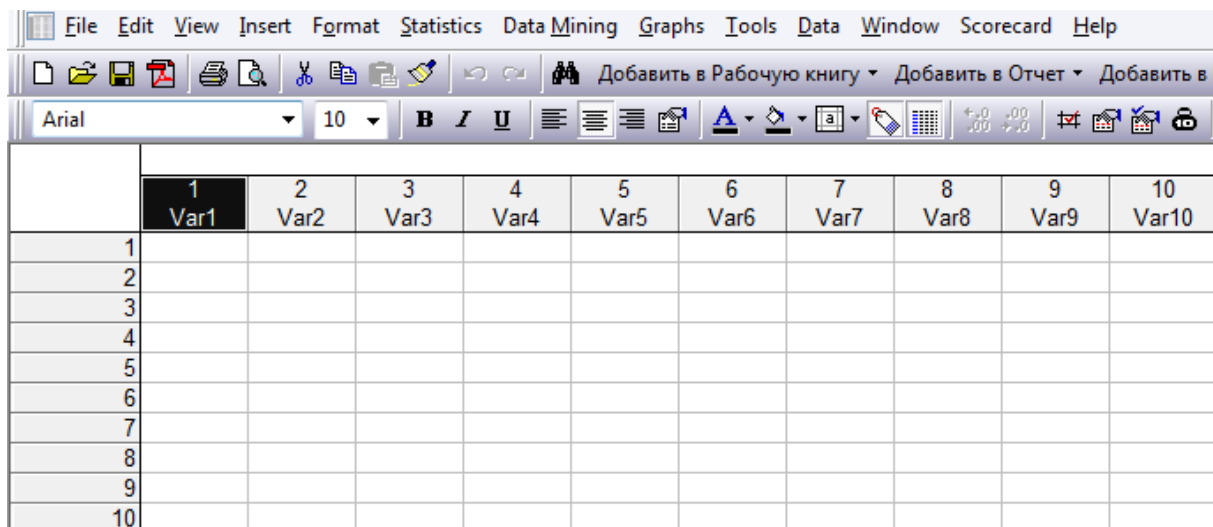 File Edit View Insert Format Statistics Data Mining Graphs Tools Data Window Scorecard Help
Добавить в Рабочую книгу Добавить в Отчет Добавить в
Arial 10 B I U A a
1 2 3 4 5 6 7 8 9 10
Var1 Var2 Var3 Var4 Var5 Var6 Var7 Var8 Var9 Var10
1
2
3
4
5
6
7
8
9
10